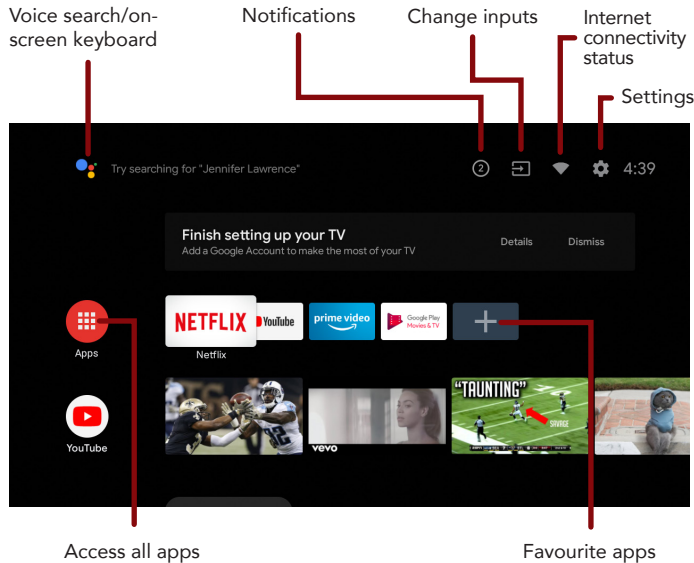 Voice search/on-
screen keyboard
Notifications
Change inputs
Internet
connectivity
status
Settings
Try searching for "Jennifer Lawrence"
2
4:39
Finish setting up your TV
Add a Google Account to make the most of your TV
Details
Dismiss
NETFLIX
YouTube
prime video
Google Play
Movies & TV
Apps
Netflix
"TAUNTING"
SAVAGE
32
vevo
YouTube
Access all apps
Favourite apps